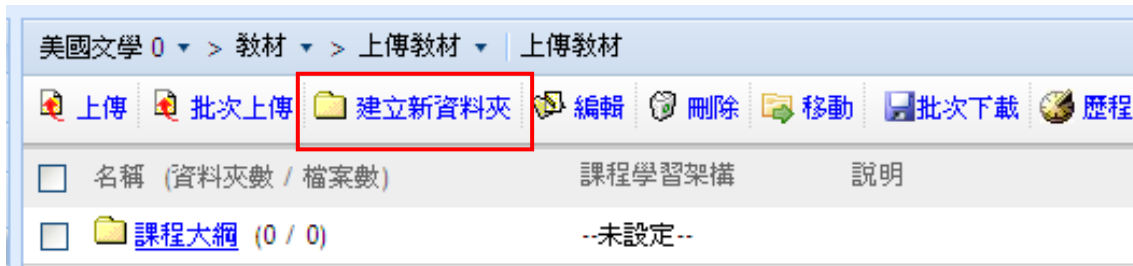 美國文學 0 ▼ > 教材 ▼ > 上傳教材 ▼ | 上傳教材
上傳 批次上傳 建立新資料夾 編輯 刪除 移動 批次下載 歷程
名稱 (資料夾數 / 檔案數) 課程學習架構 說明
課程大綱 (0 / 0) --未設定--